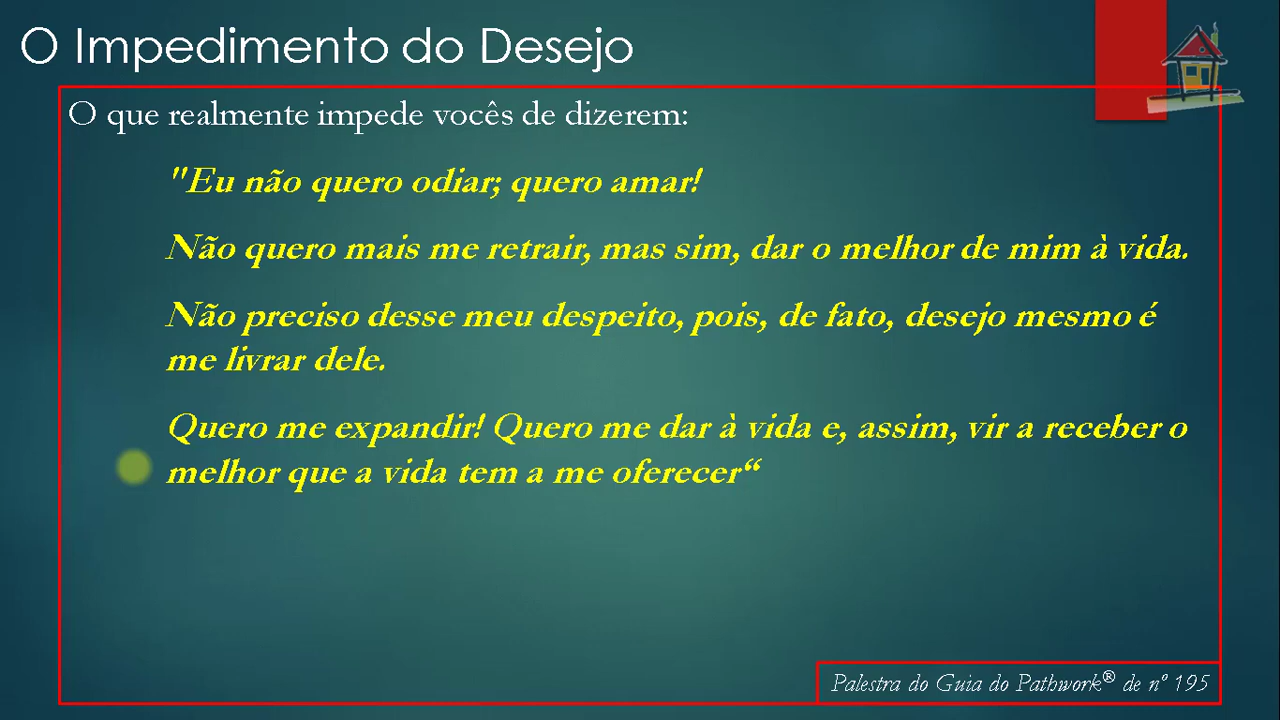 O Impedimento do Desejo
O que realmente impede vocês de dizerem:
"Eu não quero odiar; quero amar!
Não quero mais me retrair, mas sim, dar o melhor de mim à vida.
Não preciso desse meu despeito, pois, de fato, desejo mesmo é
me livrar dele.
Quero me expandir! Quero me dar à vida e, assim, vir a receber o
melhor que a vida tem a me oferecer“
Palestra do Guia do Pathwork® de nº 195